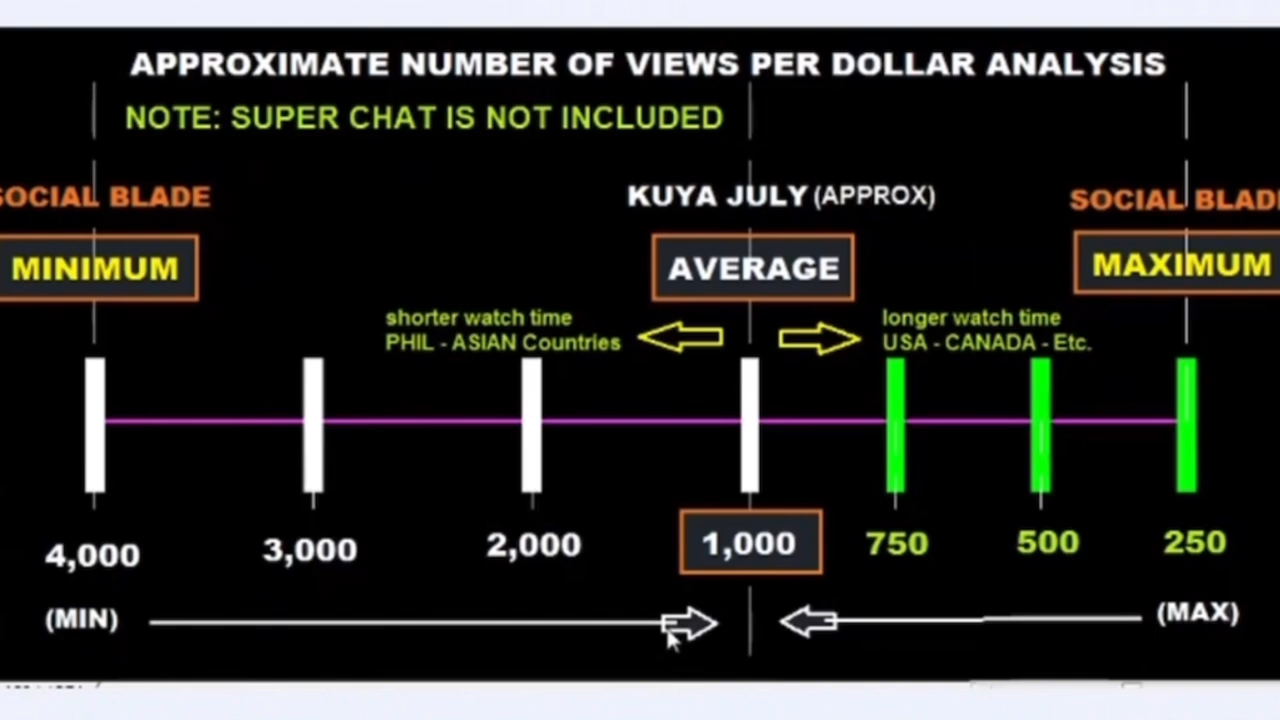 APPROXIMATE NUMBER OF VIEWS PER DOLLAR ANALYSIS
NOTE: SUPER CHAT IS NOT INCLUDED
SOCIAL BLADE
KUYA JULY (APPROX)
SOCIAL BLADE
MINIMUM
AVERAGE
MAXIMUM
shorter watch time
PHIL - ASIAN Countries
longer watch time
USA - CANADA - Etc.
4,000
3,000
2,000
1,000
750
500
250
(MIN)
(MAX)